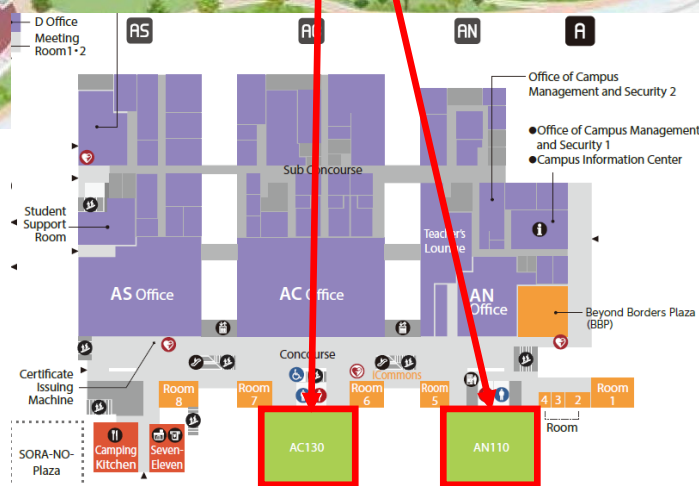 D Office
Meeting
Room1・2
AS
AC
AN
A
Office of Campus
Management and Security 2
●Office of Campus Management
and Security 1
●Campus Information Center
Sub Concourse
Student
Support
Room
Teacher's
Lounge
AS Office
AC Office
AN
Office
Beyond Borders Plaza
(BBP)
Concourse
Certificate
Issuing
Machine
Room
8
Room
7
Room
6
iCommons
Room
5
4 3 2
Room
Room
1
SORA-NO-
Plaza
Camping
Kitchen
Seven-
Eleven
AC130
AN110